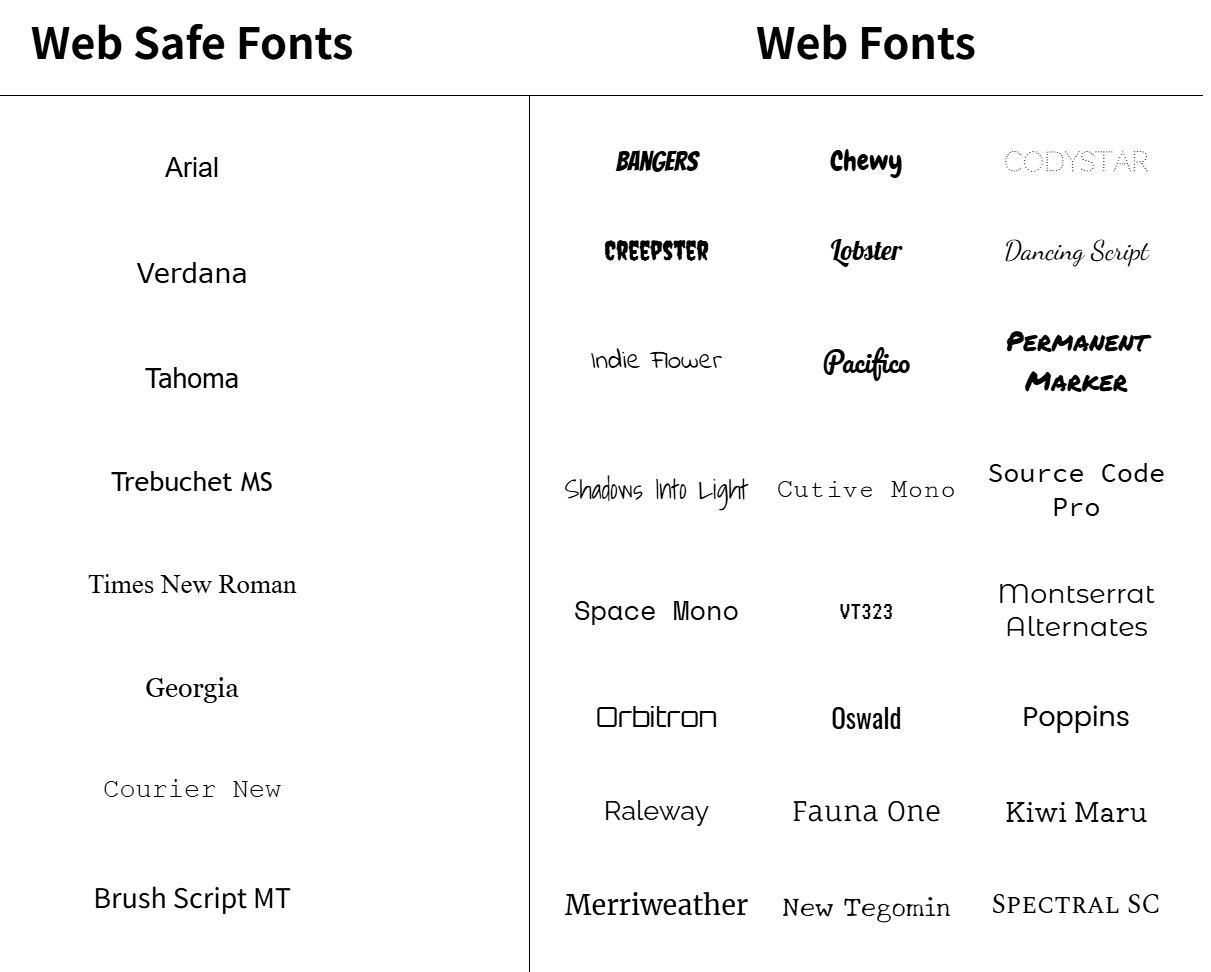 Web Safe Fonts
Web Fonts
Arial
Verdana
Tahoma
Trebuchet MS
Times New Roman
Georgia
Courier New
Brush Script MT
BANGERS Chewy CODYSTAR
CREEPSTER Lobster Dancing Script
Indie Flower Pacifico PERMANENT
MARKER
Shadows Into Light Cutive Mono Source Code
Pro
Space Mono VT323 Montserrat
Alternates
Orbitron Oswald Poppins
Raleway Fauna One Kiwi Maru
Merriweather New Tegomin SPECTRAL SC